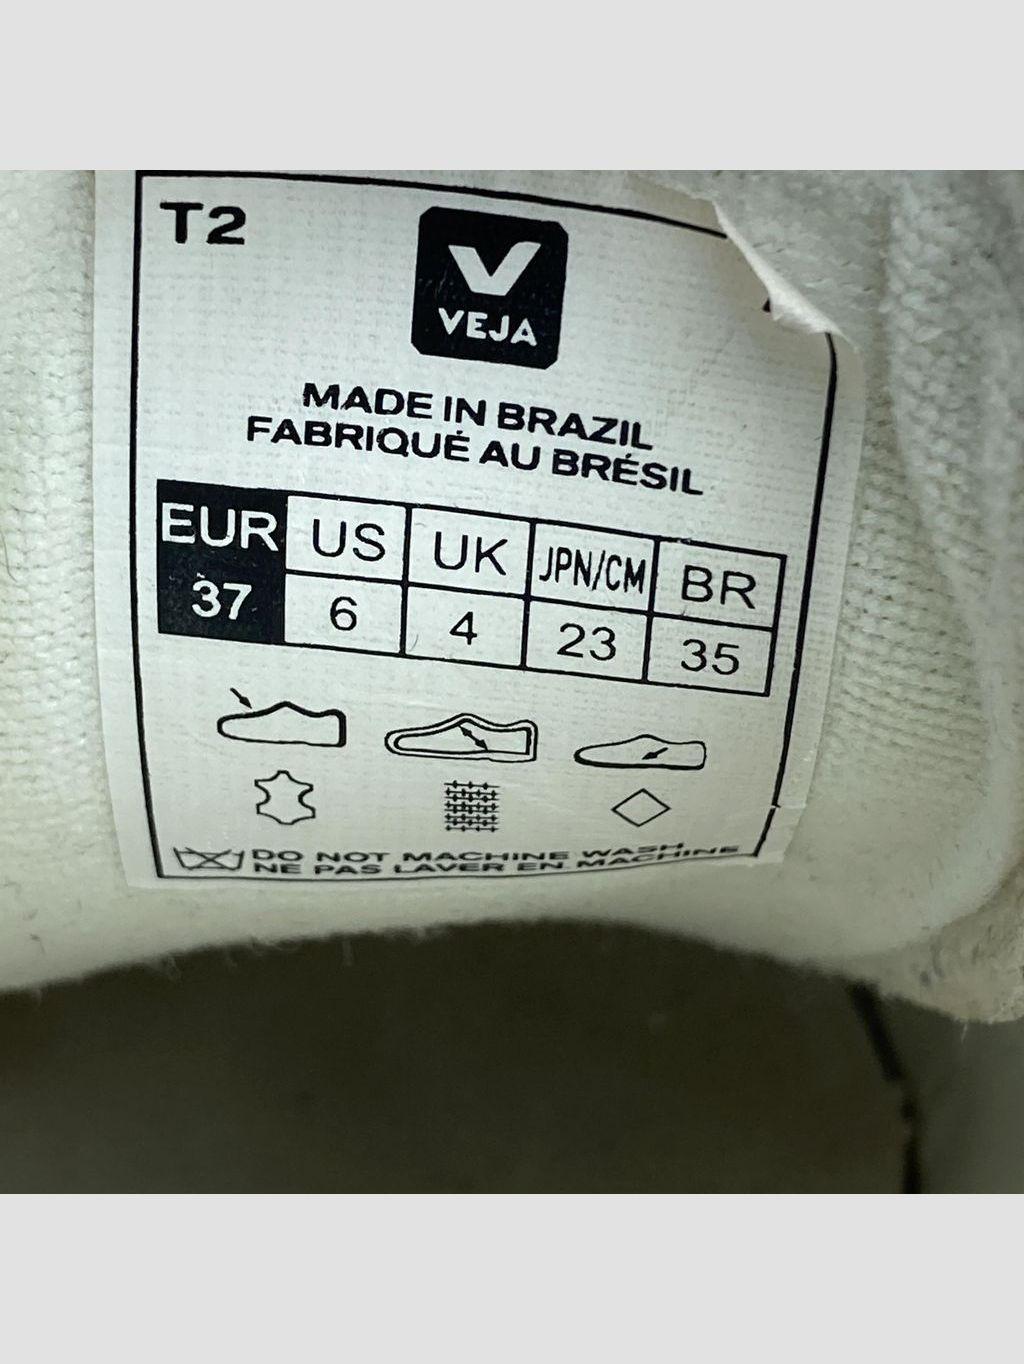 T2
VEJA
MADE IN BRAZIL
FABRIQUÉ AU BRÉSIL
EUR US UK JPN/CM BR
37 6 4 23 35
DO NOT MACHINE WASH
NE PAS LAVER EN MACHINE